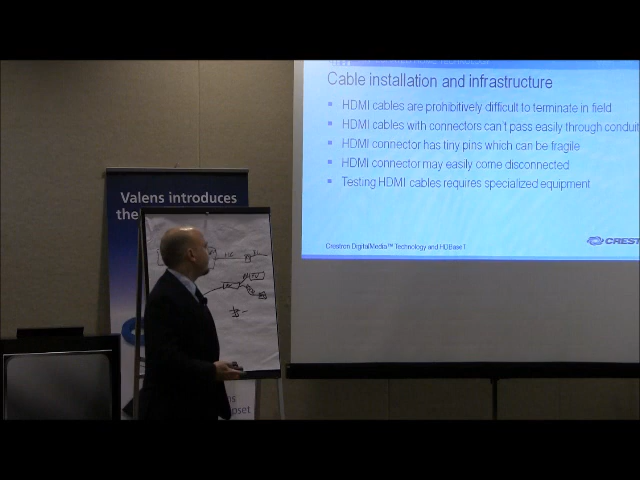 Cable installation and infrastructure
HDMI cables are prohibitively difficult to terminate in field
HDMI cables with connectors can't pass easily through conduit
HDMI connector has tiny pins which can be fragile
HDMI connector may easily come disconnected
Testing HDMI cables requires specialized equipment
Crestron DigitalMedia™ Technology and HDBaseT
CREST
Valens introduces
the